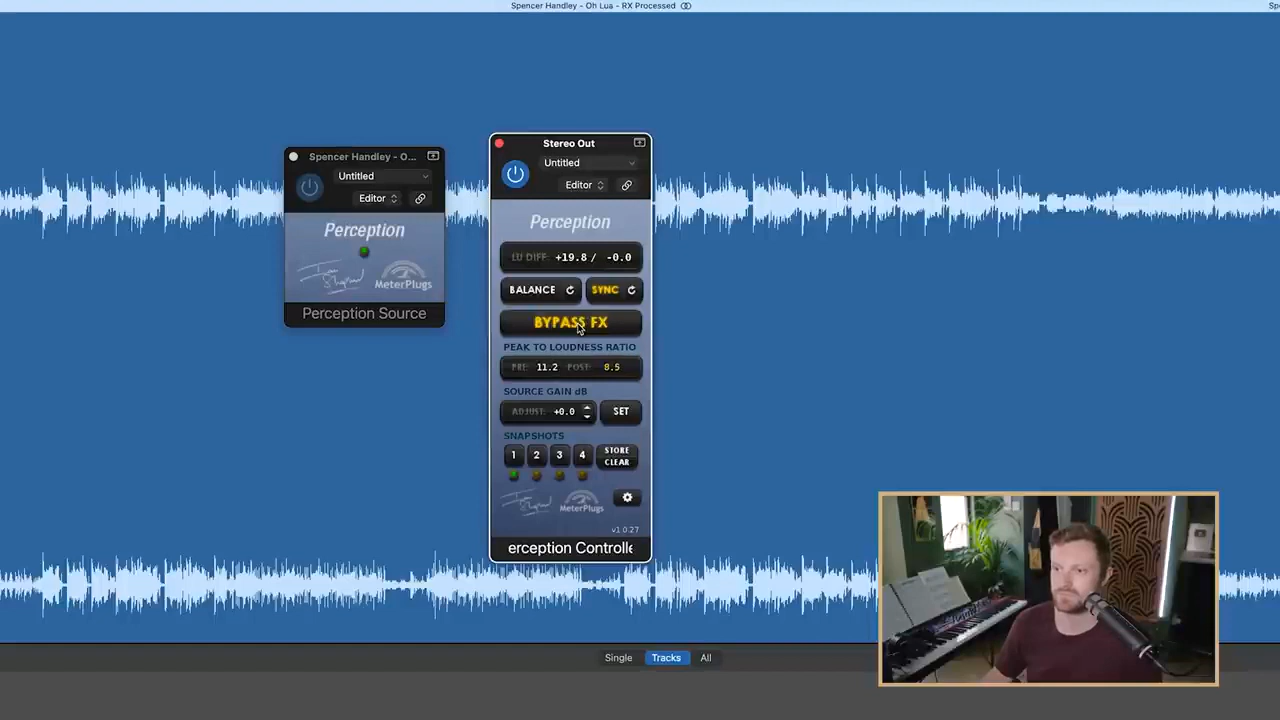 Spencer Handley - Oh Lua - RX Processed
Spencer Handley - O...
Untitled
Editor
Perception
MeterPlugs
Perception Source
Stereo Out
Untitled
Editor
Perception
LU DIFF: +19.8 / -0.0
BALANCE SYNC
BYPASS FX
PEAK TO LOUDNESS RATIO
PRE: 11.2 POST: 8.5
SOURCE GAIN dB
ADJUST: +0.0 SET
SNAPSHOTS
1 2 3 4 STORE
CLEAR
MeterPlugs
v1.0.27
erception Controlle
Single Tracks All